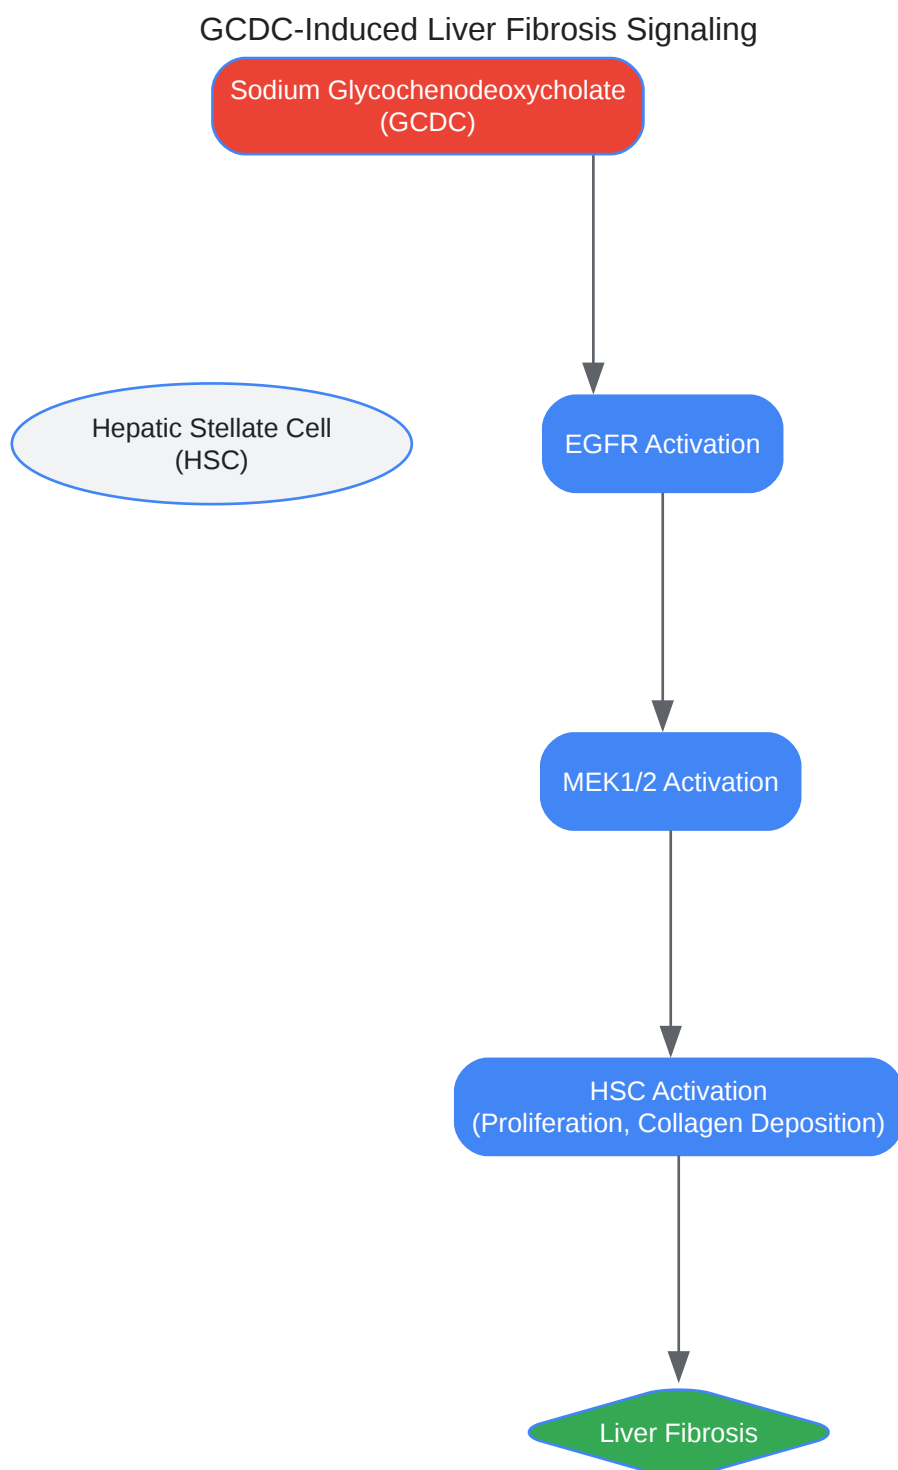 GCDC-Induced Liver Fibrosis Signaling
Sodium Glycochenodeoxycholate
(GCDC)
Hepatic Stellate Cell
(HSC)
EGFR Activation
MEK1/2 Activation
HSC Activation
(Proliferation, Collagen Deposition)
Liver Fibrosis